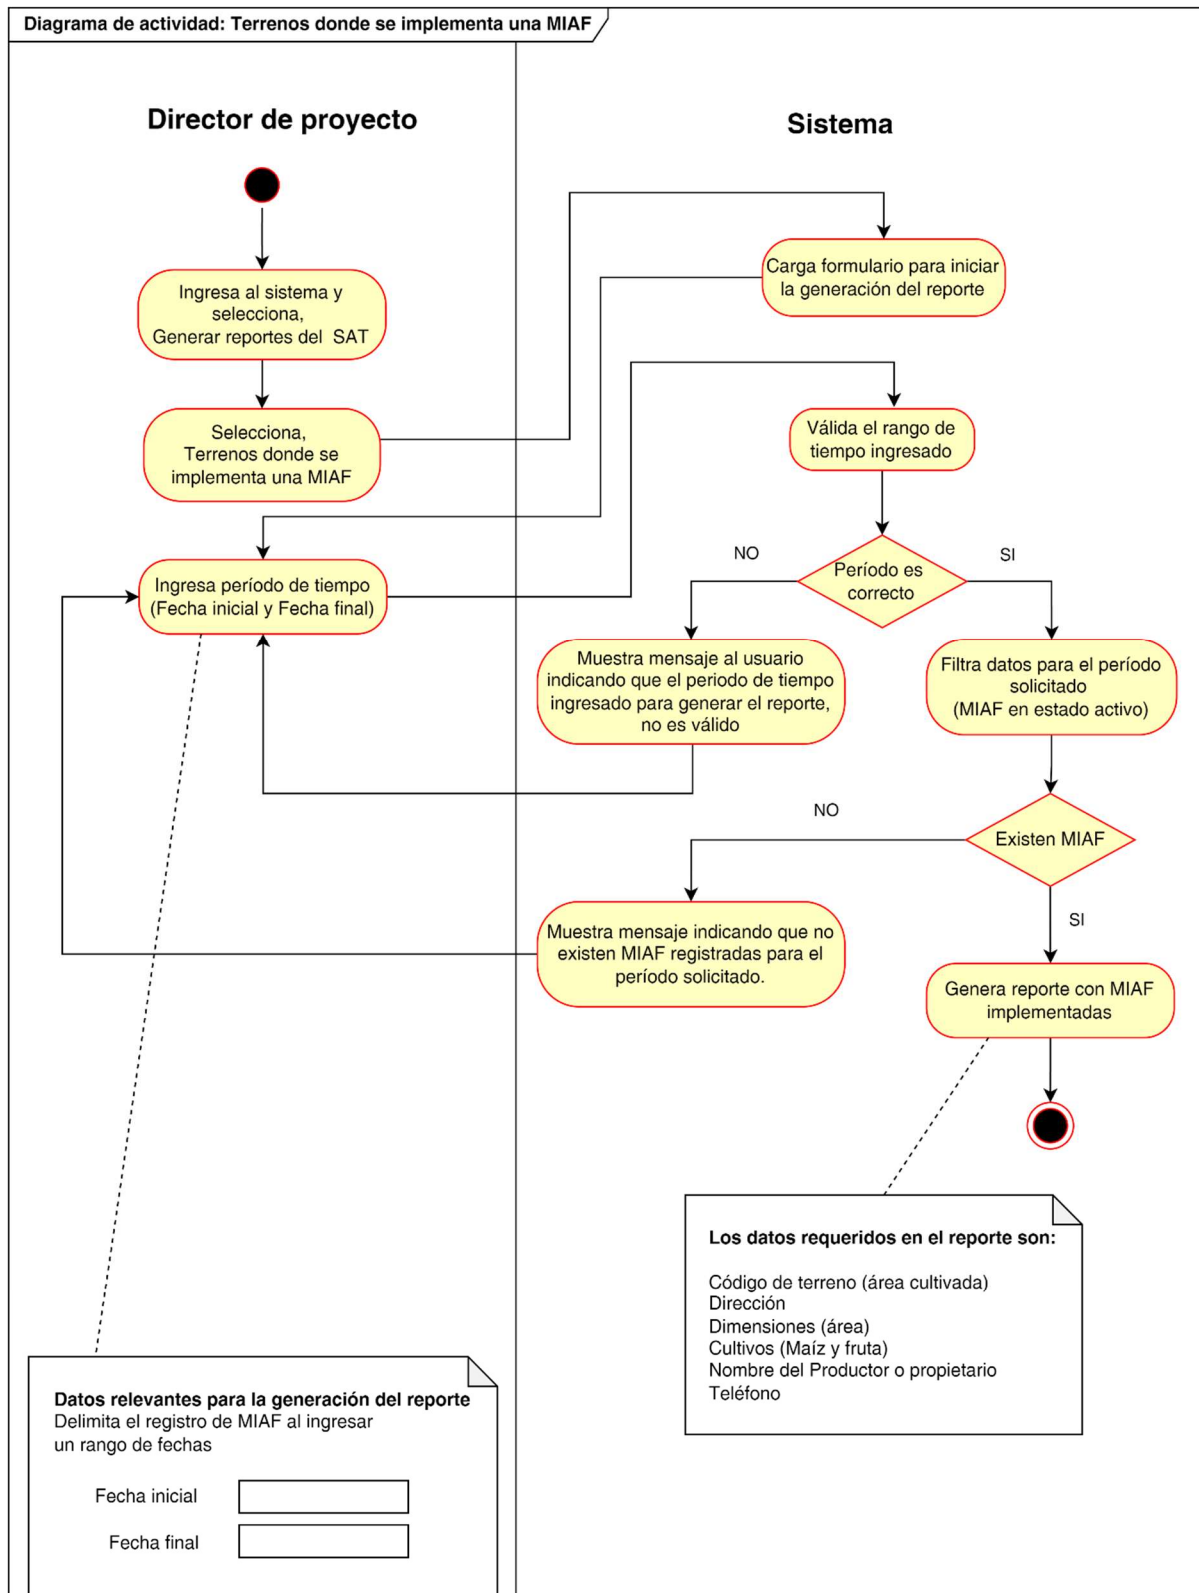 Diagrama de actividad: Terrenos donde se implementa una MIAF
Director de proyecto
Sistema
Ingresa al sistema y
selecciona,
Generar reportes del SAT
Selecciona,
Terrenos donde se
implementa una MIAF
Carga formulario para iniciar
la generación del reporte
Ingresa período de tiempo
(Fecha inicial y Fecha final)
Válida el rango de
tiempo ingresado
Período es
correcto
NO
SI
Muestra mensaje al usuario
indicando que el periodo de tiempo
ingresado para generar el reporte,
no es válido
Filtra datos para el período
solicitado
(MIAF en estado activo)
Existen MIAF
NO
SI
Muestra mensaje indicando que no
existen MIAF registradas para el
período solicitado.
Genera reporte con MIAF
implementadas
Los datos requeridos en el reporte son:
Código de terreno (área cultivada)
Dirección
Dimensiones (área)
Cultivos (Maíz y fruta)
Nombre del Productor o propietario
Teléfono
Datos relevantes para la generación del reporte
Delimita el registro de MIAF al ingresar
un rango de fechas
Fecha inicial
Fecha final